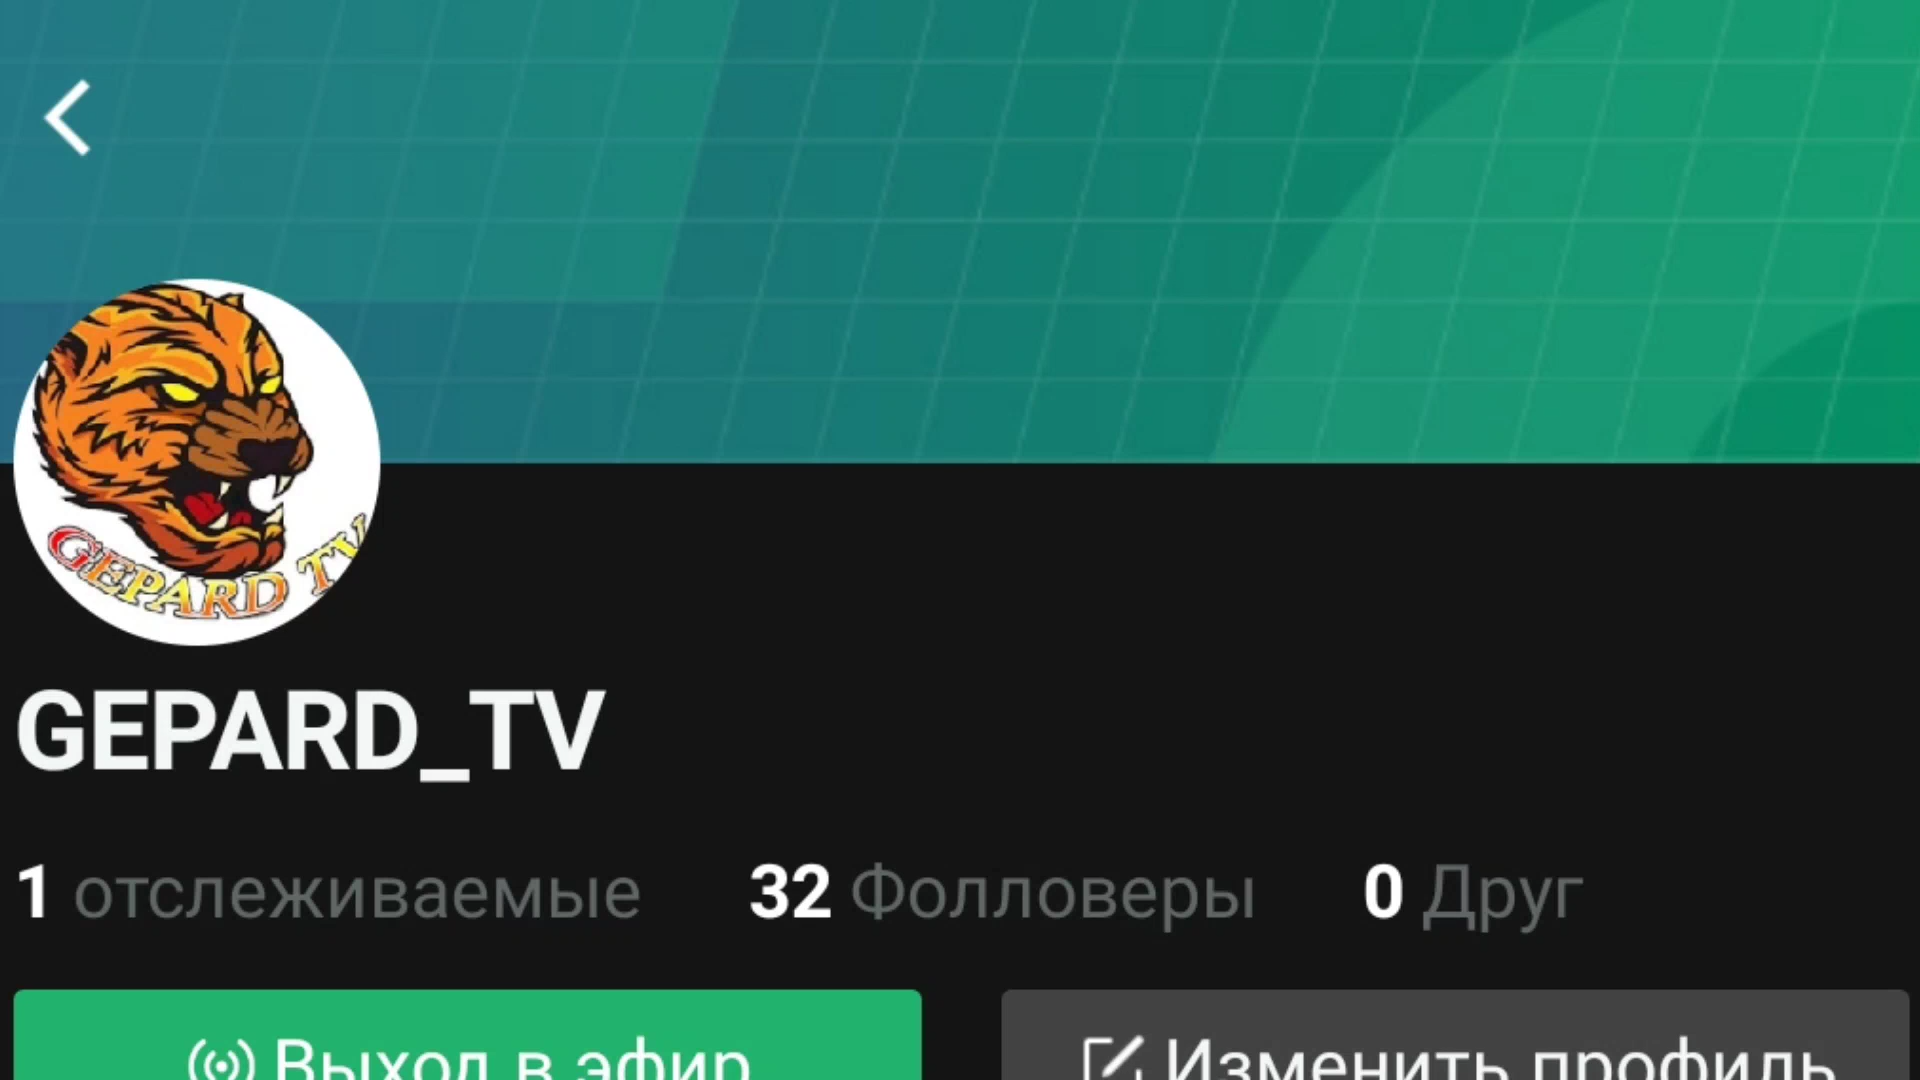 GEPARD TV
GEPARD_TV
1 отслеживаемые 32 Фолловеры 0 Друг
Выход в эфир Изменить профиль